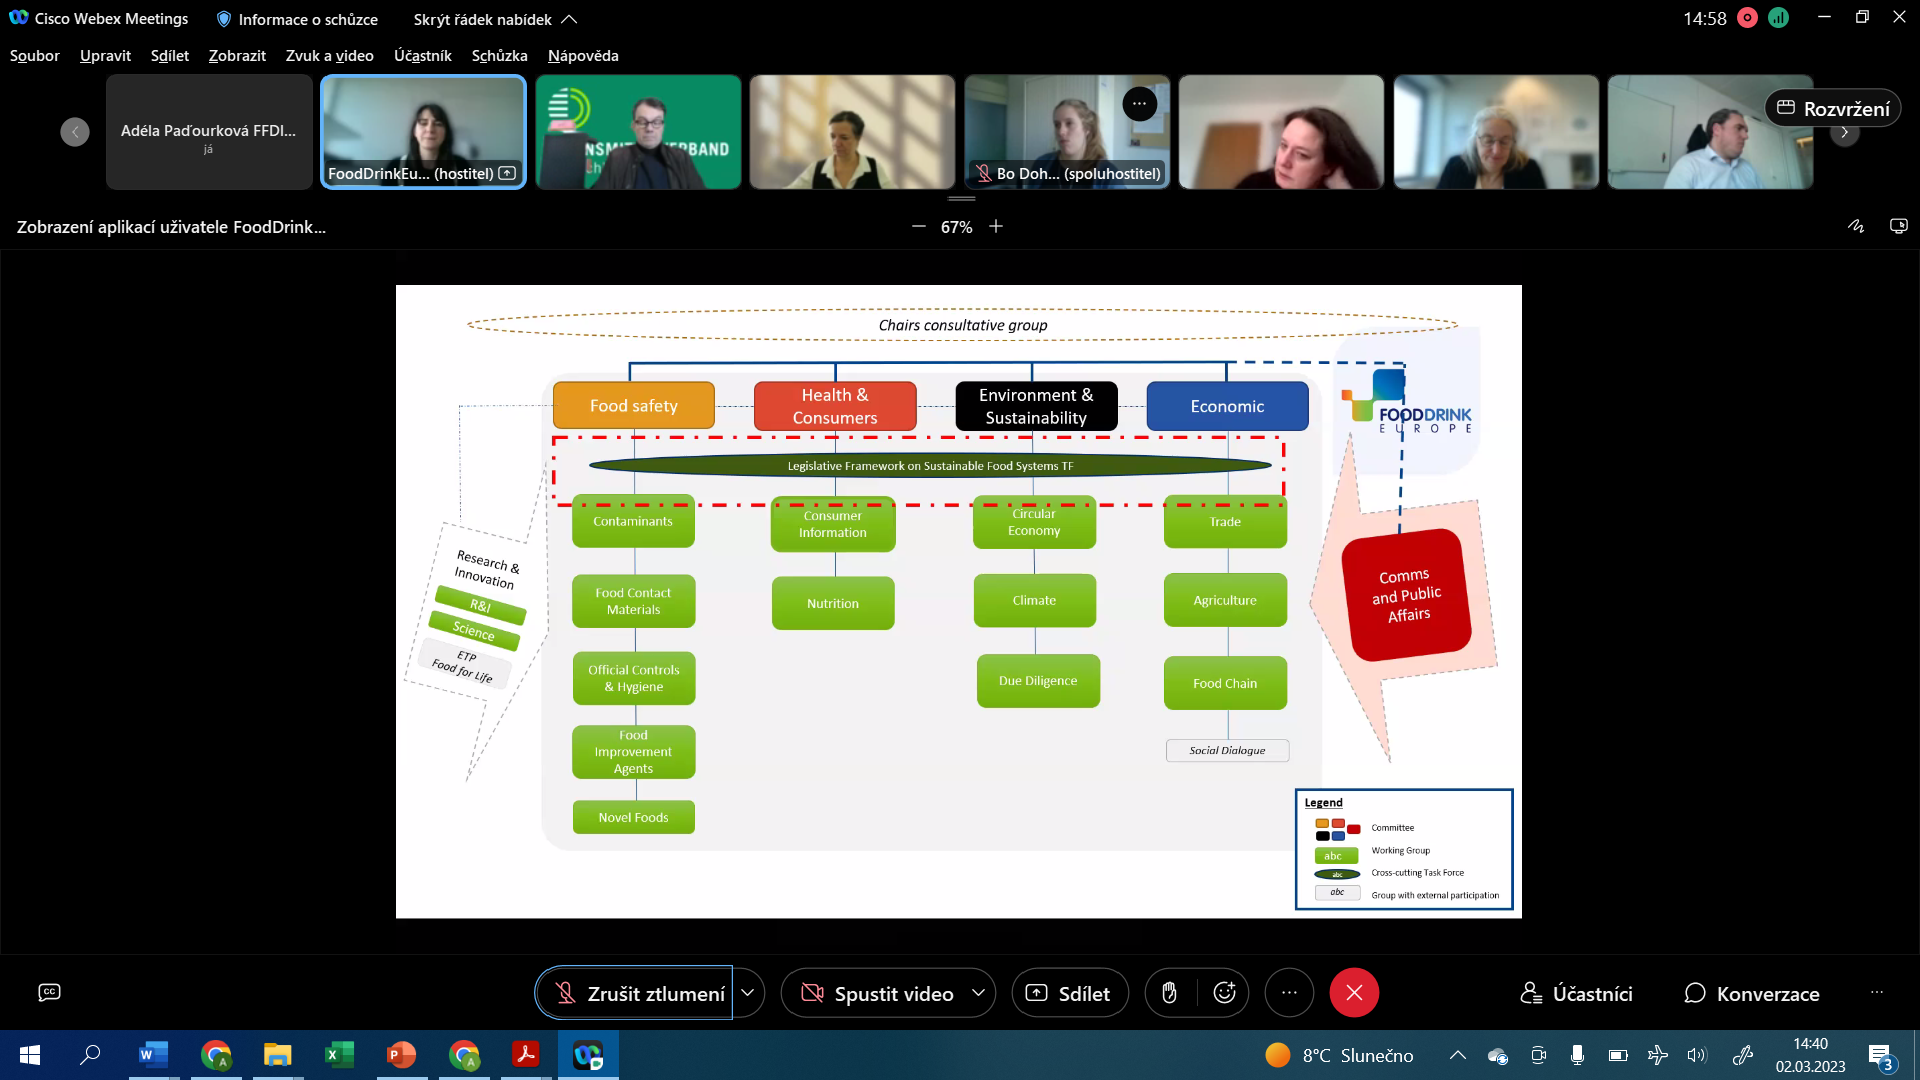 Cisco Webex Meetings
Informace o schůzce
Skrýt řádek nabídek
14:58
Soubor
Upravit
Sdílet
Zobrazit
Zvuk a video
Účastník
Schůzka
Nápověda
Adéla Paďourková FFDI...
já
FoodDrinkEu... (hostitel)
VERBAND
Bo Doh... (spoluhostitel)
Rozvržení
Zobrazení aplikací uživatele FoodDrink...
67%
Chairs consultative group
Food safety
Health &
Consumers
Environment &
Sustainability
Economic
FOODDRINK
EUROPE
Legislative Framework on Sustainable Food Systems TF
Contaminants
Food Contact
Materials
Official Controls
& Hygiene
Food
Improvement
Agents
Novel Foods
Consumer
Information
Nutrition
Circular
Economy
Climate
Due Diligence
Trade
Agriculture
Food Chain
Social Dialogue
Research &
Innovation
R&I
Science
ETP
Food for Life
Comms
and Public
Affairs
Legend
Committee
abc
Working Group
abc
Cross-cutting Task Force
abc
Group with external participation
CC
Zrušit ztlumení
Spustit video
Sdílet
Účastníci
Konverzace
8°C Slunečno
14:40
02.03.2023
3